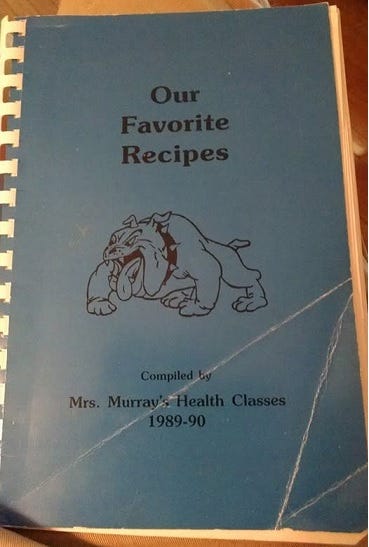 Our
Favorite
Recipes
Compiled by
Mrs. Murray's Health Classes
1989-90